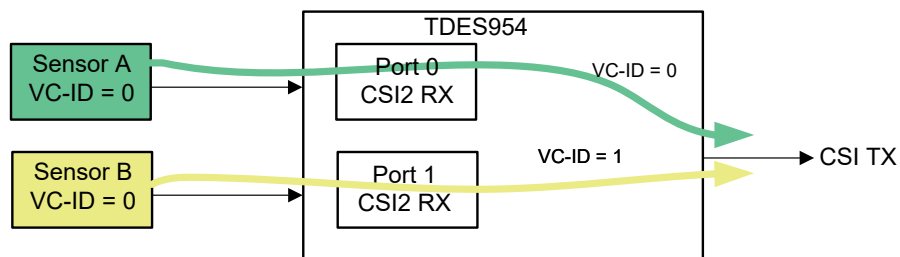 TDES954
Sensor A
VC-ID = 0
Port 0
CSI2 RX
VC-ID = 0
Sensor B
VC-ID = 0
Port 1
CSI2 RX
VC-ID = 1
CSI TX